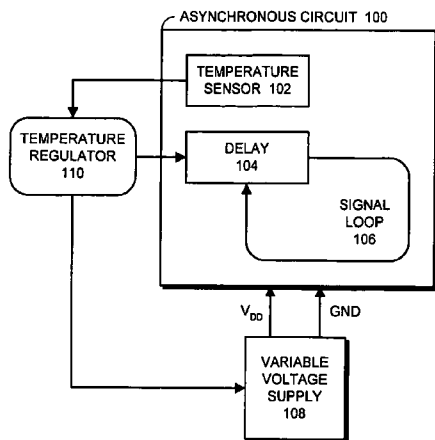 ASYNCHRONOUS CIRCUIT 100
TEMPERATURE
SENSOR 102
TEMPERATURE
REGULATOR
110
DELAY
104
SIGNAL
LOOP
106
VDD
GND
VARIABLE
VOLTAGE
SUPPLY
108